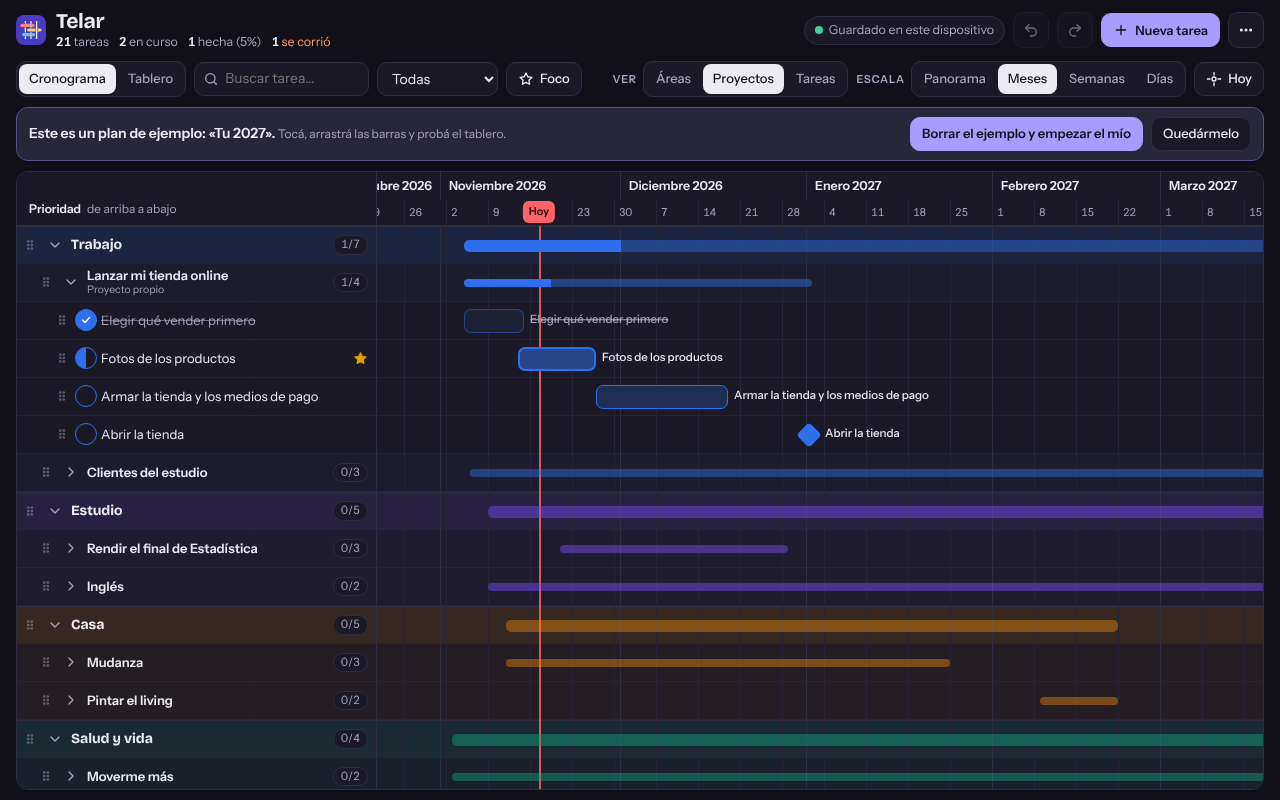 Telar
21 tareas 2 en curso 1 hecha (5%) 1 se corrió
Guardado en este dispositivo
Nueva tarea
Cronograma Tablero Buscar tarea... Todas Foco VER Áreas Proyectos Tareas ESCALA Panorama Meses Semanas Días Hoy
Este es un plan de ejemplo: «Tu 2027». Tocá, arrastrá las barras y probá el tablero.
Borrar el ejemplo y empezar el mío Quedármelo
ubre 2026 Noviembre 2026 Diciembre 2026 Enero 2027 Febrero 2027 Marzo 2027
Prioridad de arriba a abajo
26 2 9 Hoy 23 30 7 14 21 28 4 11 18 25 1 8 15 22 1 8 15
Trabajo 1/7
Lanzar mi tienda online 1/4
Proyecto propio
Elegir qué vender primero Elegir qué vender primero
Fotos de los productos Fotos de los productos
Armar la tienda y los medios de pago Armar la tienda y los medios de pago
Abrir la tienda Abrir la tienda
Clientes del estudio 0/3
Estudio 0/5
Rendir el final de Estadística 0/3
Inglés 0/2
Casa 0/5
Mudanza 0/3
Pintar el living 0/2
Salud y vida 0/4
Moverme más 0/2